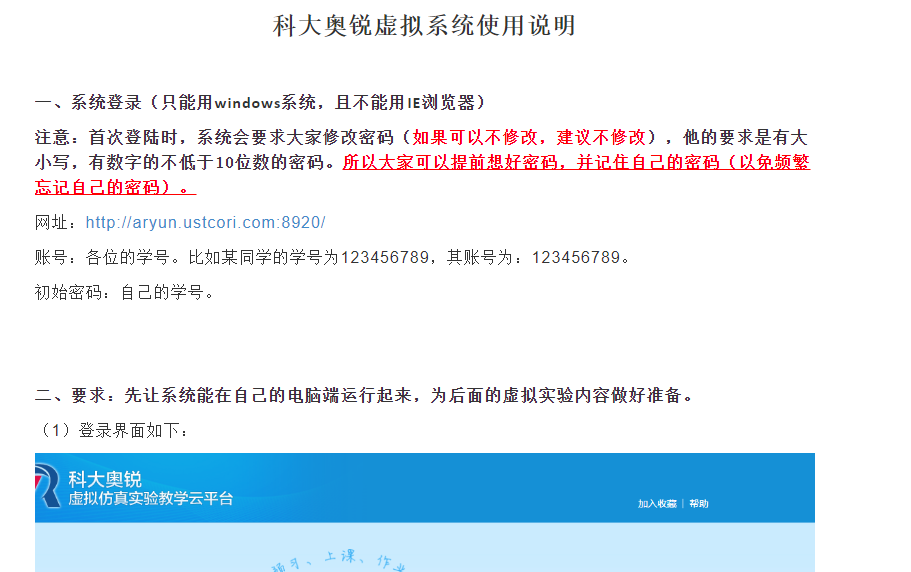 科大奥锐虚拟系统使用说明
一、系统登录（只能用windows系统，且不能用IE浏览器）
注意：首次登陆时，系统会要求大家修改密码（如果可以不修改，建议不修改），他的要求是有大
小写，有数字的不低于10位数的密码。所以大家可以提前想好密码，并记住自己的密码（以免频繁
忘记自己的密码）。
网址：http://aryun.ustcori.com:8920/
账号：各位的学号。比如某同学的学号为123456789，其账号为：123456789。
初始密码：自己的学号。
二、要求：先让系统能在自己的电脑端运行起来，为后面的虚拟实验内容做好准备。
（1）登录界面如下：
科大奥锐
虚拟仿真实验教学云平台
加入收藏 | 帮助
预习、上课、作业